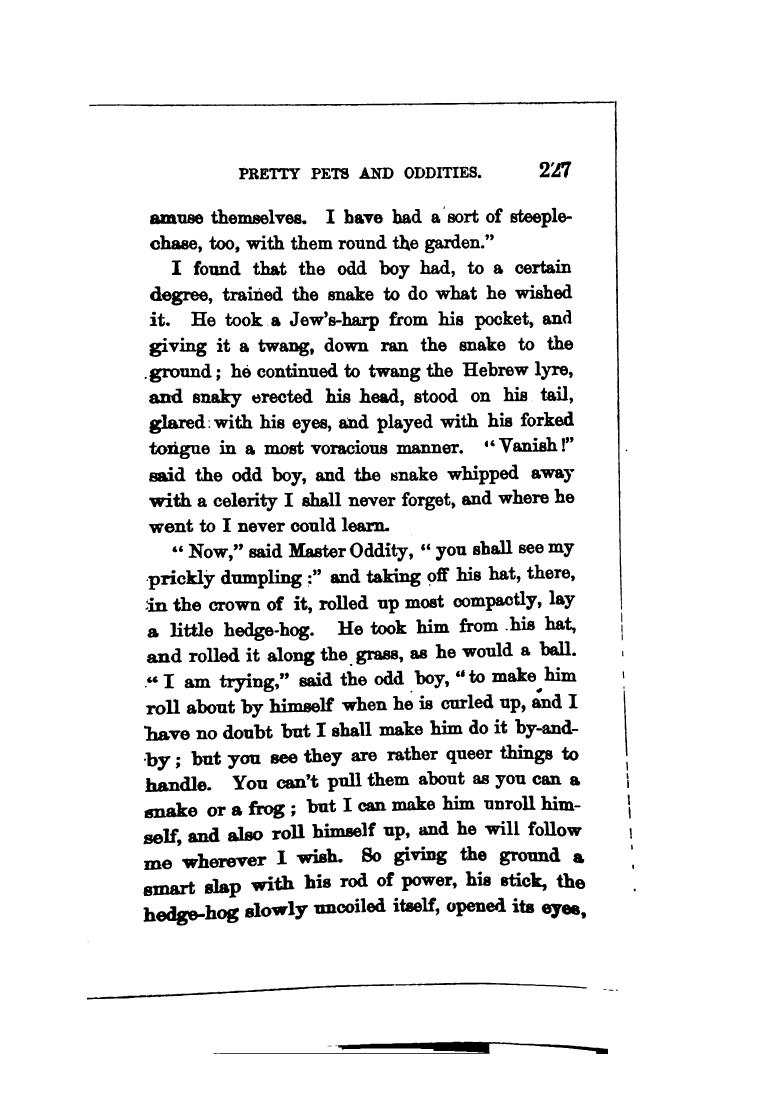 PRETTY PETS AND ODDITIES. 227
amuse themselves. I have had a sort of steeple-
chase, too, with them round the garden.”
I found that the odd boy had, to a certain
degree, trained the snake to do what he wished
it. He took a Jew's-harp from his pocket, and
giving it a twang, down ran the snake to the
ground; he continued to twang the Hebrew lyre,
and snaky erected his head, stood on his tail,
glared with his eyes, and played with his forked
tongue in a most voracious manner. “Vanish!”
said the odd boy, and the snake whipped away
with a celerity I shall never forget, and where he
went to I never could learn.
“Now,” said Master Oddity, “you shall see my
prickly dumpling:” and taking off his hat, there,
in the crown of it, rolled up most compactly, lay
a little hedge-hog. He took him from his hat,
and rolled it along the grass, as he would a ball.
“I am trying,” said the odd boy, “to make him
roll about by himself when he is curled up, and I
have no doubt but I shall make him do it by-and-
by; but you see they are rather queer things to
handle. You can't pull them about as you can a
snake or a frog; but I can make him unroll him-
self, and also roll himself up, and he will follow
me wherever I wish. So giving the ground a
smart slap with his rod of power, his stick, the
hedge-hog slowly uncoiled itself, opened its eyes,